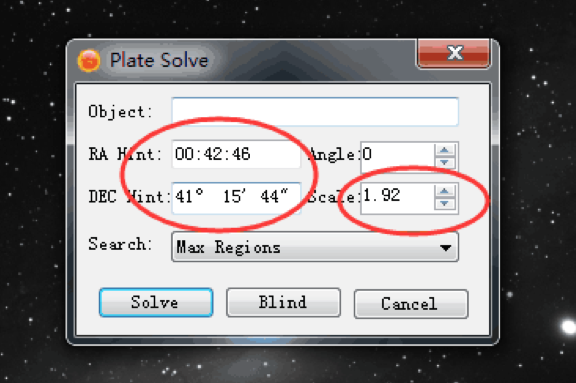 Plate Solve
Object:
RA Hint: 00:42:46 Angle: 0
DEC Hint: 41° 15′ 44″ Scale: 1.92
Search: Max Regions
Solve Blind Cancel